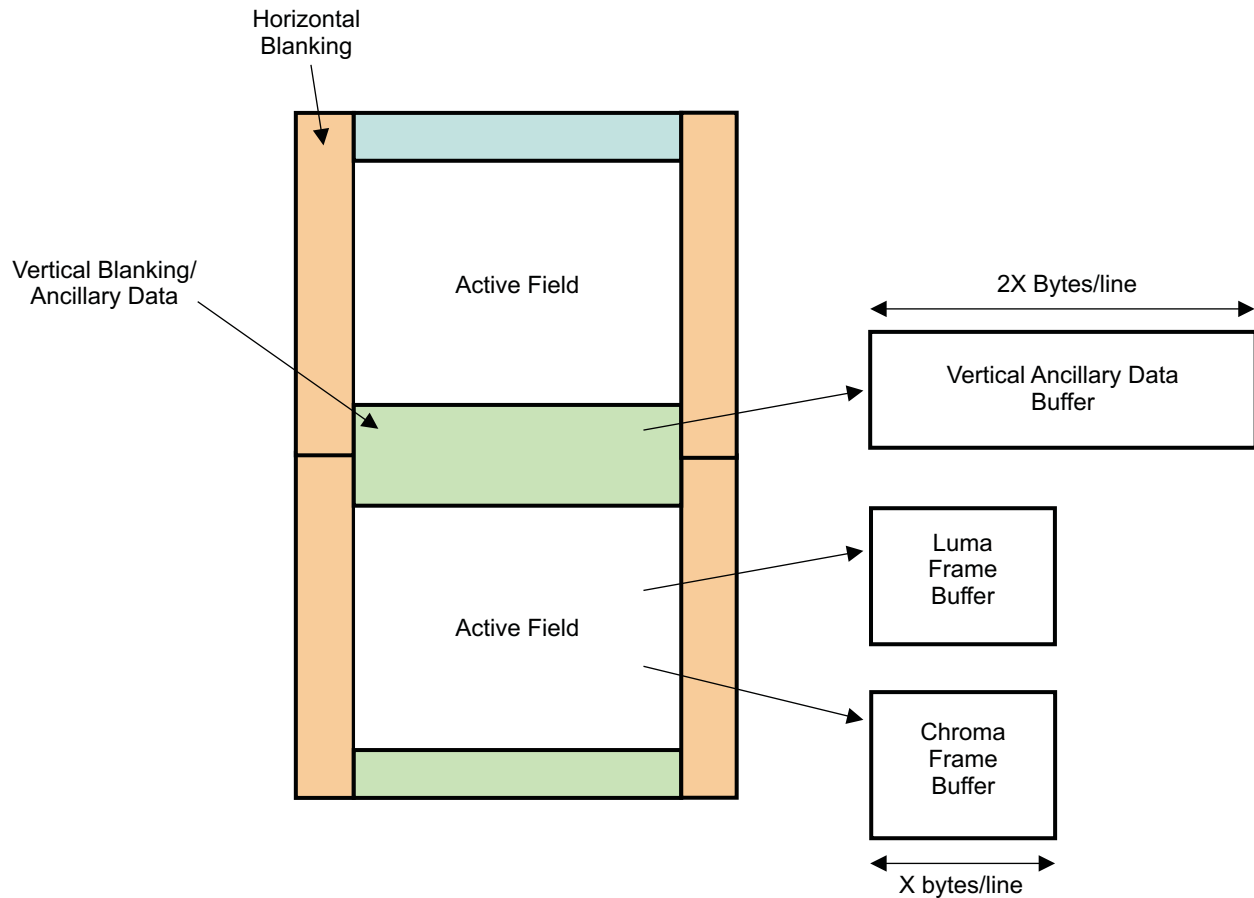 Horizontal
Blanking
Vertical Blanking/
Ancillary Data
Active Field
2X Bytes/line
Vertical Ancillary Data
Buffer
Luma
Frame
Buffer
Active Field
Chroma
Frame
Buffer
X bytes/line